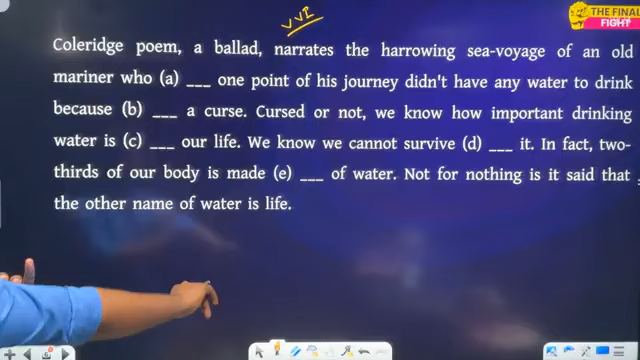 THE FINAL
FIGHT
VVI
Coleridge poem, a ballad, narrates the harrowing sea-voyage of an old
mariner who (a) ___ one point of his journey didn't have any water to drink
because (b) ___ a curse. Cursed or not, we know how important drinking
water is (c) ___ our life. We know we cannot survive (d) ___ it. In fact, two-
thirds of our body is made (e) ___ of water. Not for nothing is it said that
the other name of water is life.